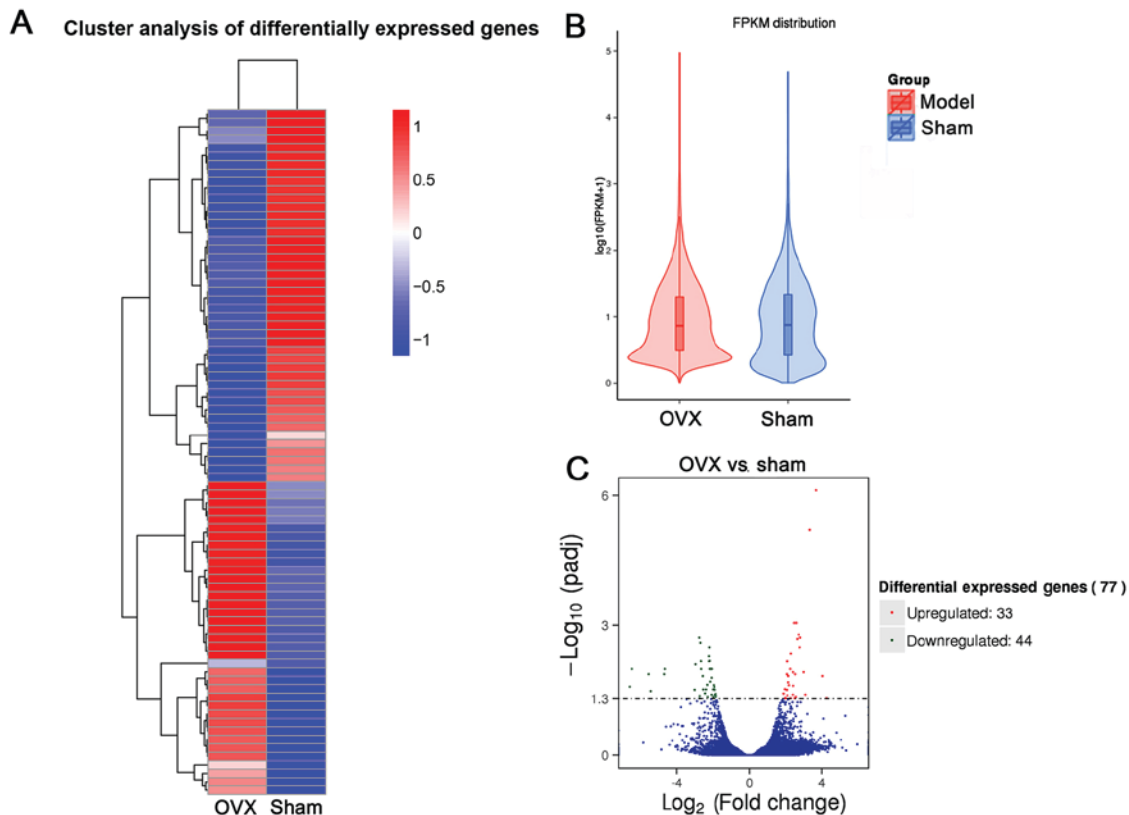 A
Cluster analysis of differentially expressed genes
1
0.5
0
−0.5
−1
OVX Sham
B
FPKM distribution
log10(FPKM+1)
5
4
3
2
1
0
OVX Sham
Group
Model
Sham
C
OVX vs. sham
−Log10 (padj)
6
3
1.3
0
-4 0 4
Log2 (Fold change)
Differential expressed genes ( 77 )
Upregulated: 33
Downregulated: 44